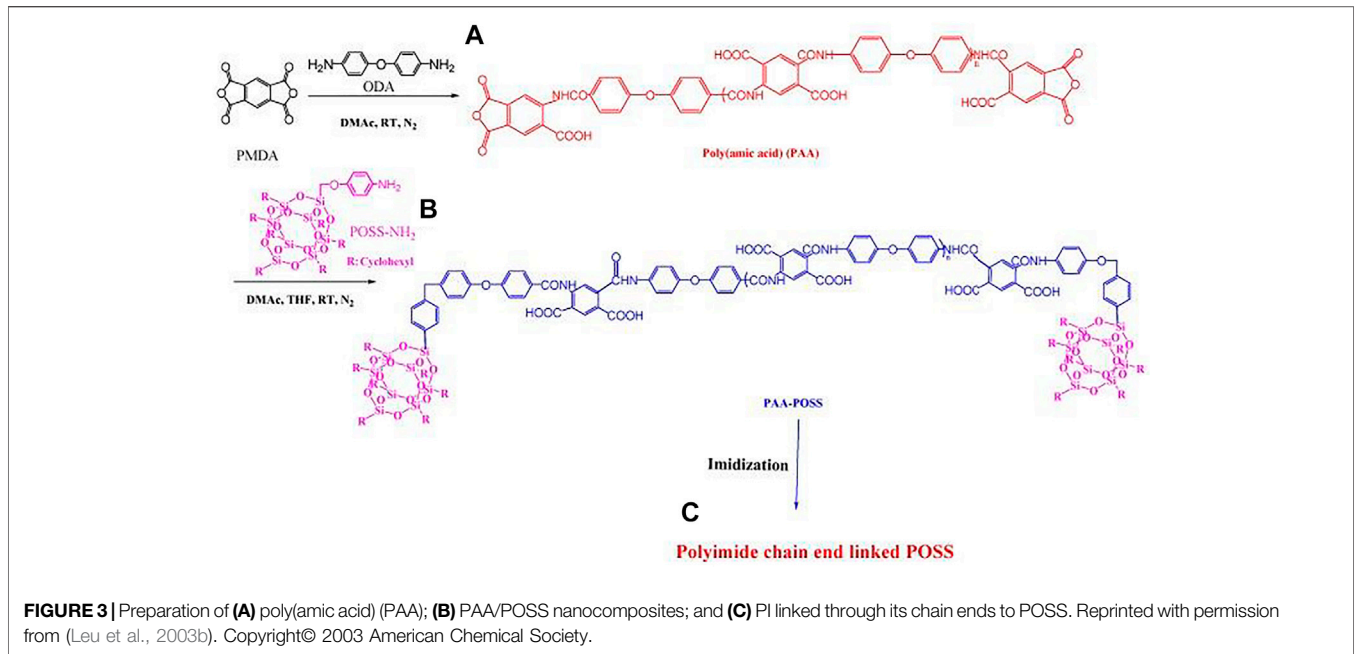 A
H₂N
O
NH₂
ODA
DMAc, RT, N₂
PMDA
HOOC
CONH
O
NHCO
COOH
HOOC
NHCO
O
CONH
COOH
COOH
Poly(amic acid) (PAA)
B
O
NH₂
POSS-NH₂
R:Cyclohexyl
DMAc, THF, RT, N₂
O
CONH
O
CNH
O
CONH
HOOC
COOH
HOOC
CONH
O
NHCO
COOH
CONH
O
HOOC
COOH
PAA-POSS
Imidization
C
Polyimide chain end linked POSS
FIGURE 3 | Preparation of (A) poly(amic acid) (PAA); (B) PAA/POSS nanocomposites; and (C) PI linked through its chain ends to POSS. Reprinted with permission
from (Leu et al., 2003b). Copyright© 2003 American Chemical Society.